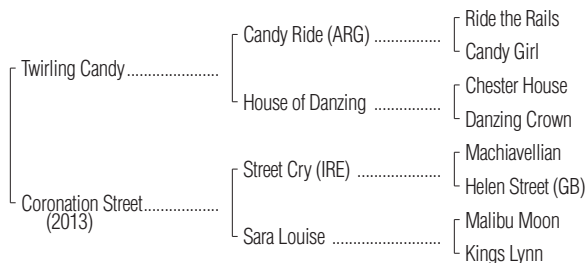 Ride the Rails
Candy Ride (ARG) ..................
Candy Girl
Twirling Candy .........................
Chester House
House of Danzing ..................
Danzing Crown
Machiavellian
Street Cry (IRE) ......................
Helen Street (GB)
Coronation Street....................
(2013)
Malibu Moon
Sara Louise .............................
Kings Lynn